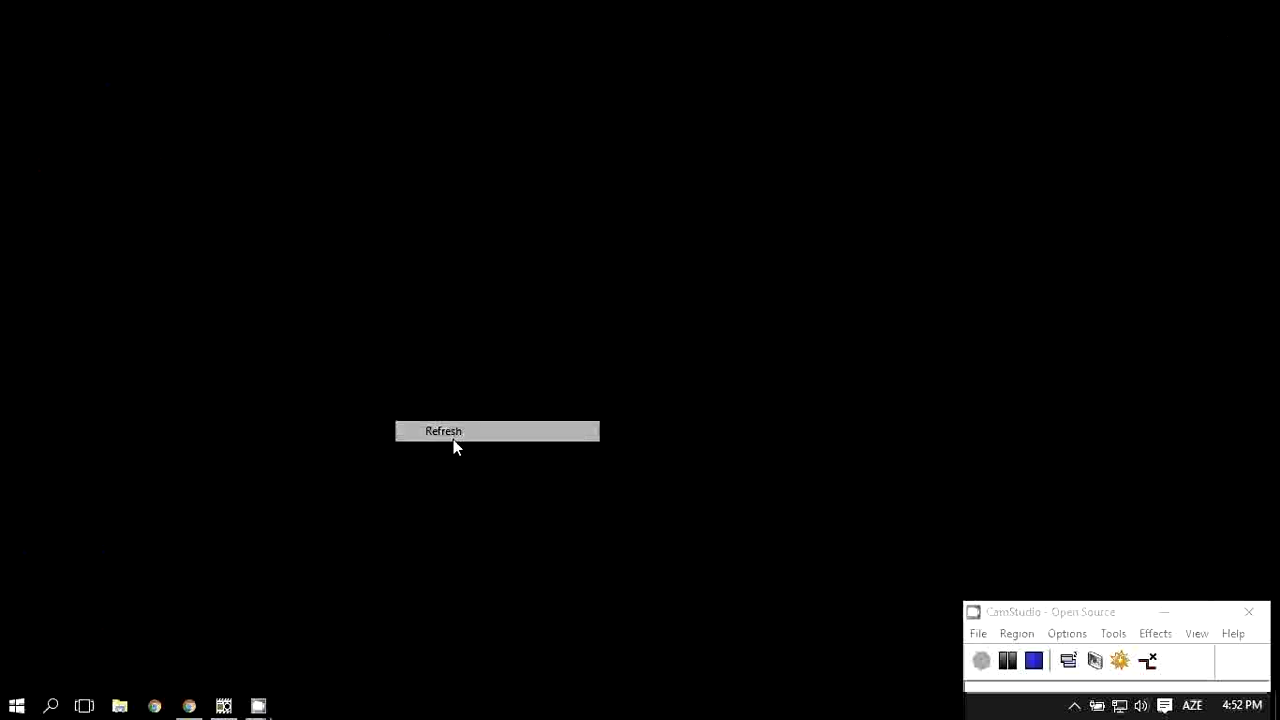 Refresh
CamStudio - Open Source
File Region Options Tools Effects View Help
AZE 4:52 PM